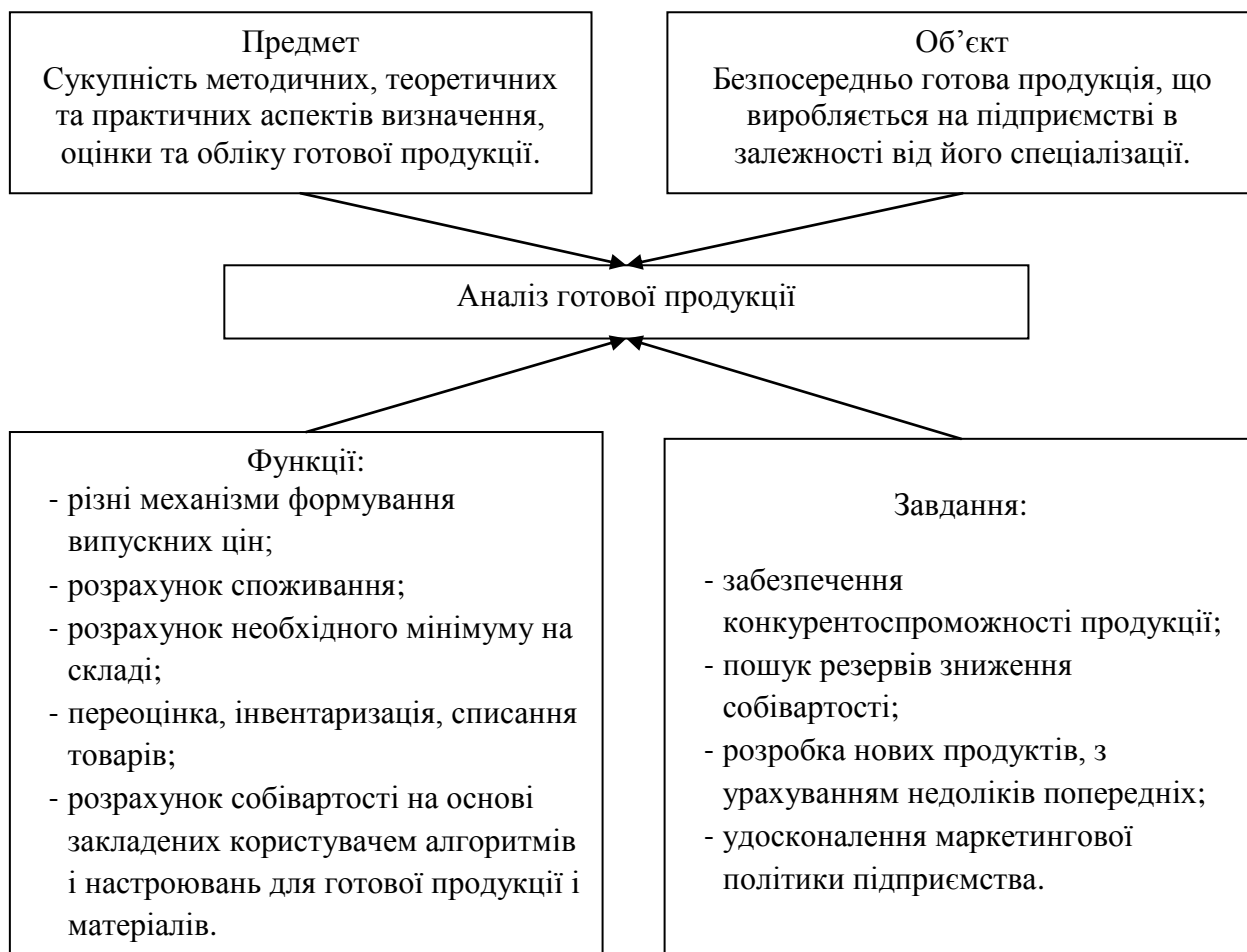 Предмет
Сукупність методичних, теоретичних
та практичних аспектів визначення,
оцінки та обліку готової продукції.
Об’єкт
Безпосередньо готова продукція, що
виробляється на підприємстві в
залежності від його спеціалізації.
Аналіз готової продукції
Функції:
- різні механізми формування
випускних цін;
- розрахунок споживання;
- розрахунок необхідного мінімуму на
складі;
- переоцінка, інвентаризація, списання
товарів;
- розрахунок собівартості на основі
закладених користувачем алгоритмів
і настроювань для готової продукції і
матеріалів.
Завдання:
- забезпечення
конкурентоспроможності продукції;
- пошук резервів зниження
собівартості;
- розробка нових продуктів, з
урахуванням недоліків попередніх;
- удосконалення маркетингової
політики підприємства.